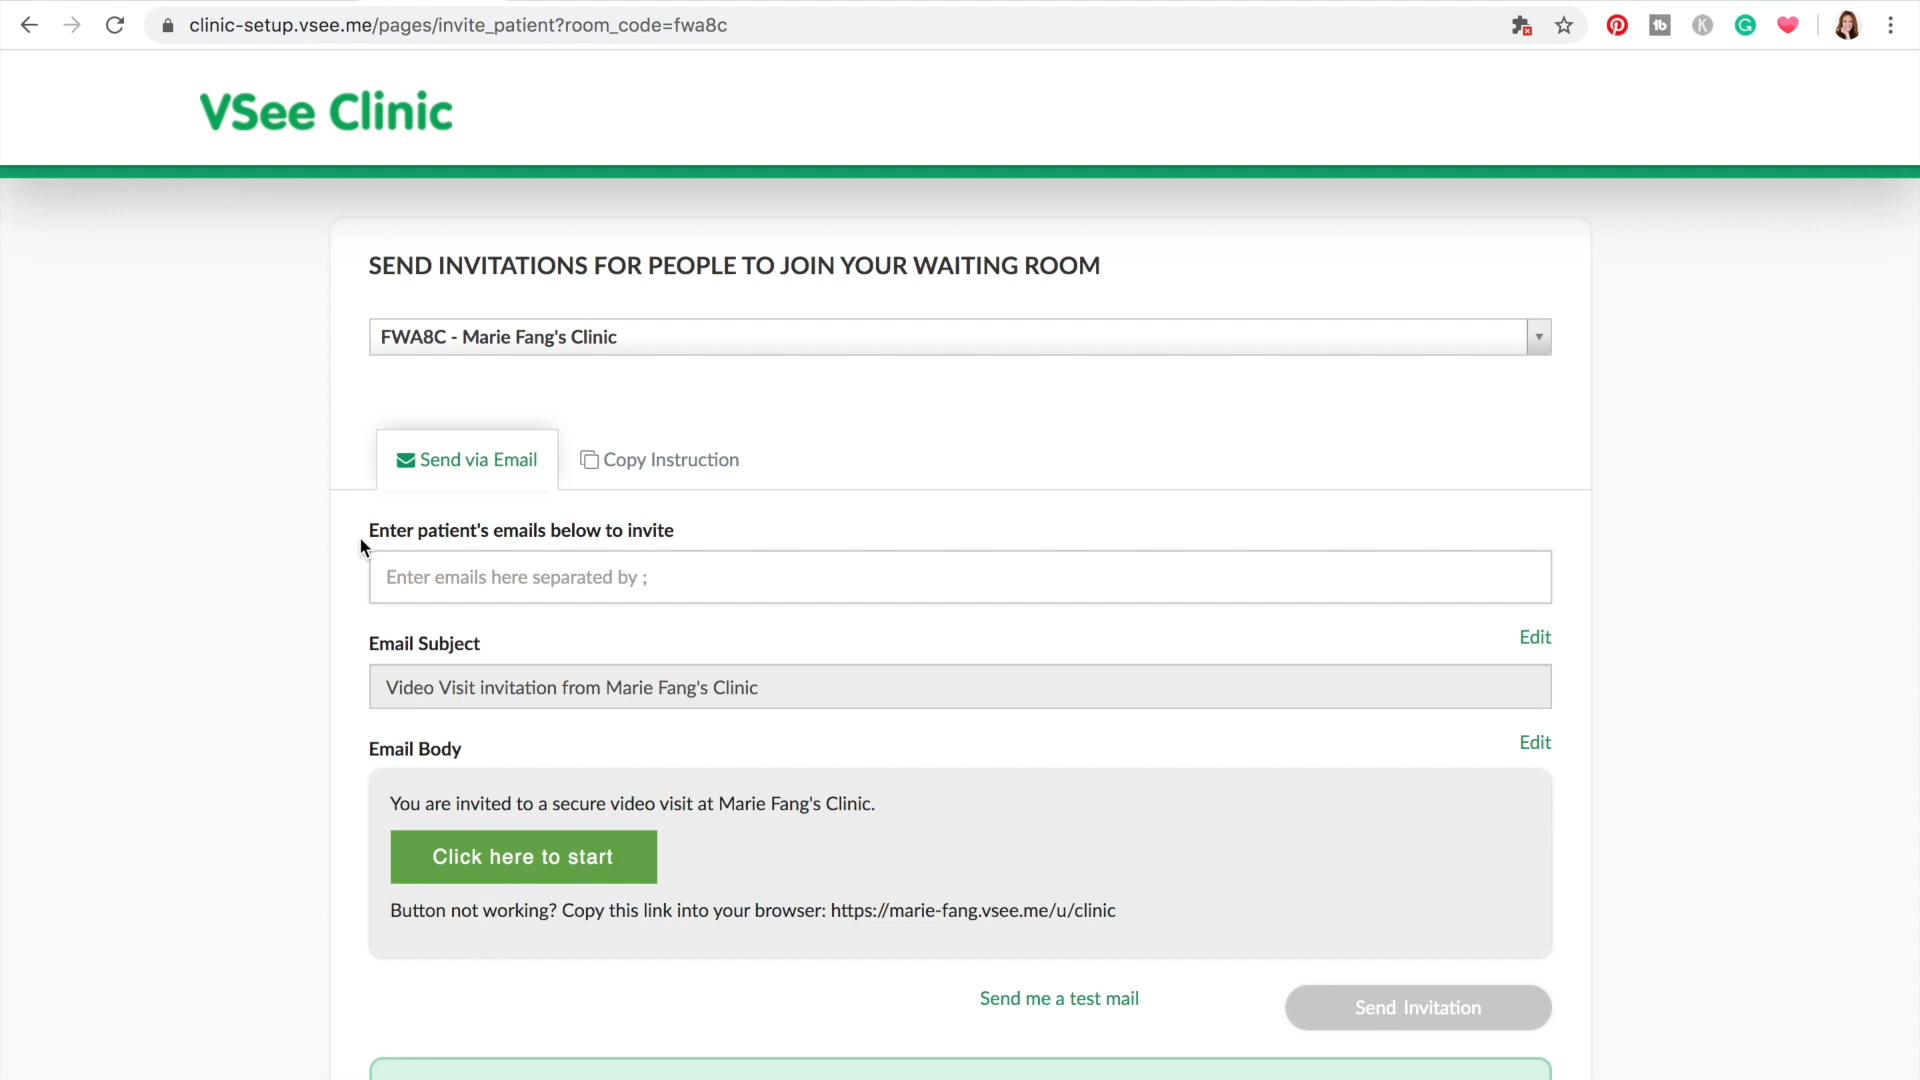 clinic-setup.vsee.me/pages/invite_patient?room_code=fwa8c
VSee Clinic
SEND INVITATIONS FOR PEOPLE TO JOIN YOUR WAITING ROOM
FWA8C - Marie Fang's Clinic
Send via Email
Copy Instruction
Enter patient's emails below to invite
Enter emails here separated by ;
Email Subject
Edit
Video Visit invitation from Marie Fang's Clinic
Email Body
Edit
You are invited to a secure video visit at Marie Fang's Clinic.
Click here to start
Button not working? Copy this link into your browser: https://marie-fang.vsee.me/u/clinic
Send me a test mail
Send Invitation